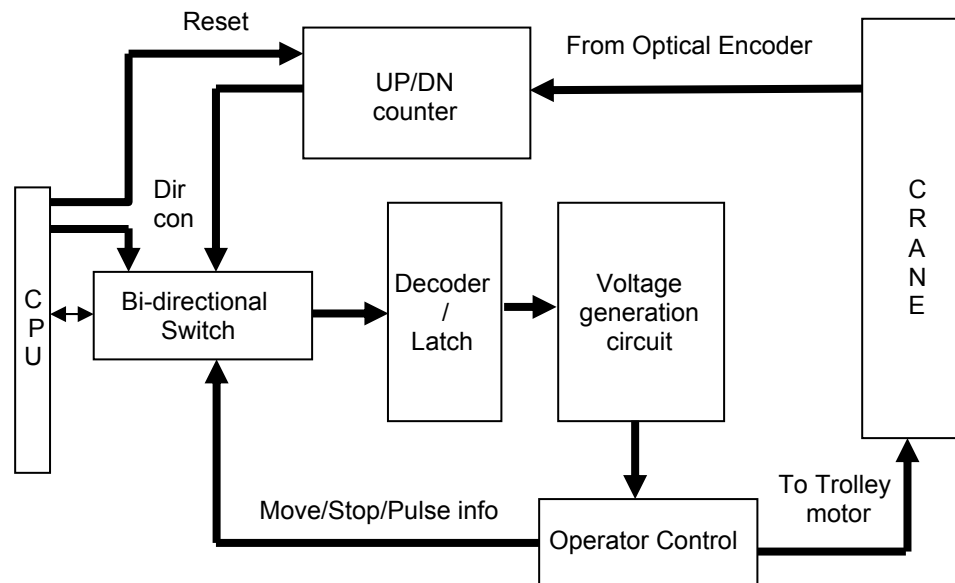 Reset
From Optical Encoder
UP/DN
counter
Dir
con
C
R
A
N
E
C
P
U
Bi-directional
Switch
Decoder
/
Latch
Voltage
generation
circuit
Move/Stop/Pulse info
Operator Control
To Trolley
motor